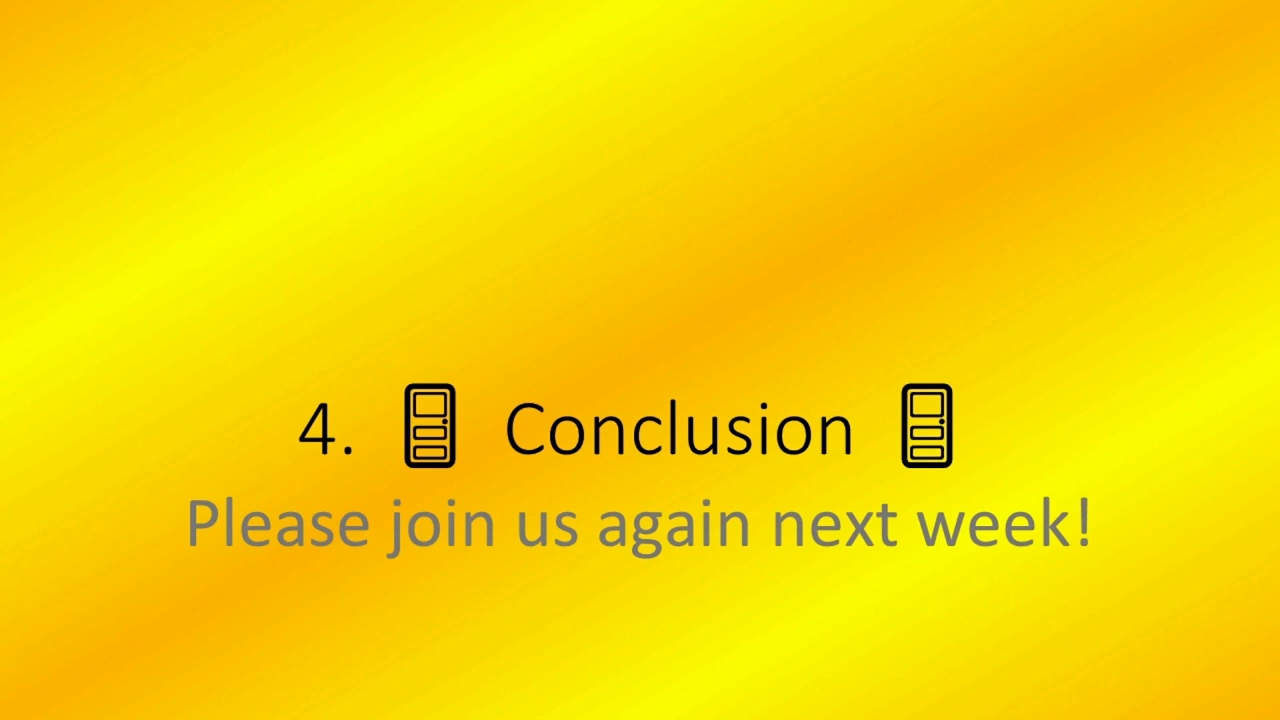 4. 🚪 Conclusion 🚪
Please join us again next week!